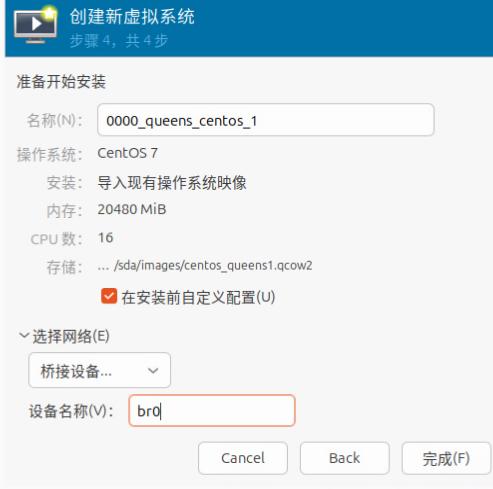 创建新虚拟系统
步骤 4，共 4 步
准备开始安装
名称(N)： 0000_queens_centos_1
操作系统： CentOS 7
安装： 导入现有操作系统映像
内存： 20480 MiB
CPU 数： 16
存储： … /sda/images/centos_queens1.qcow2
在安装前自定义配置(U)
选择网络(E)
桥接设备...
设备名称(V)： br0
Cancel Back 完成(F)